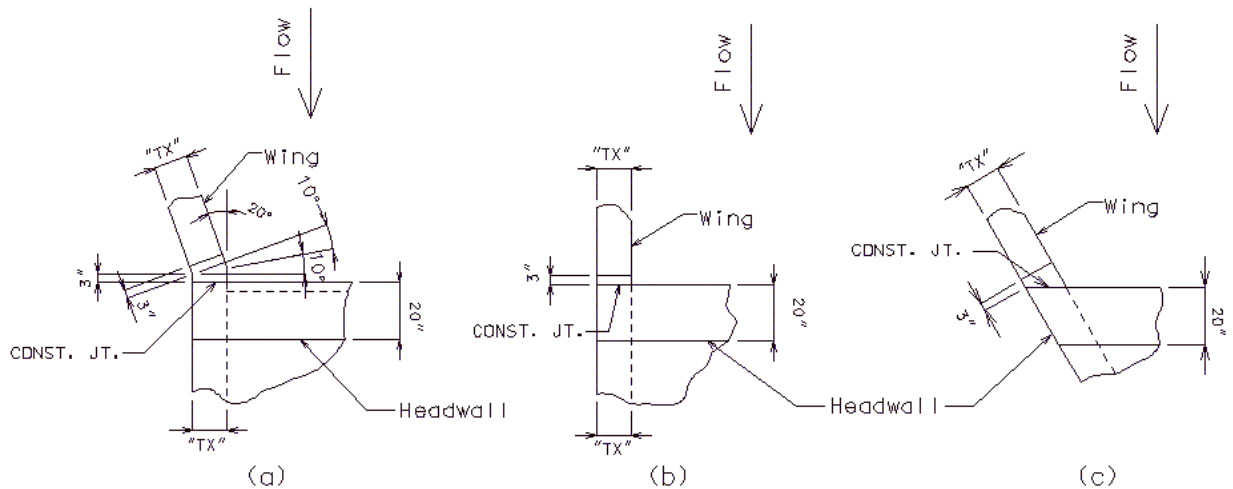 Flow
"TX"
Wing
20°
10°
10°
3"
3"
20"
CONST. JT.
Headwall
"TX"
(a)
Flow
"TX"
Wing
3"
20"
CONST. JT.
Headwall
"TX"
(b)
Flow
"TX"
Wing
CONST. JT.
3"
20"
(c)